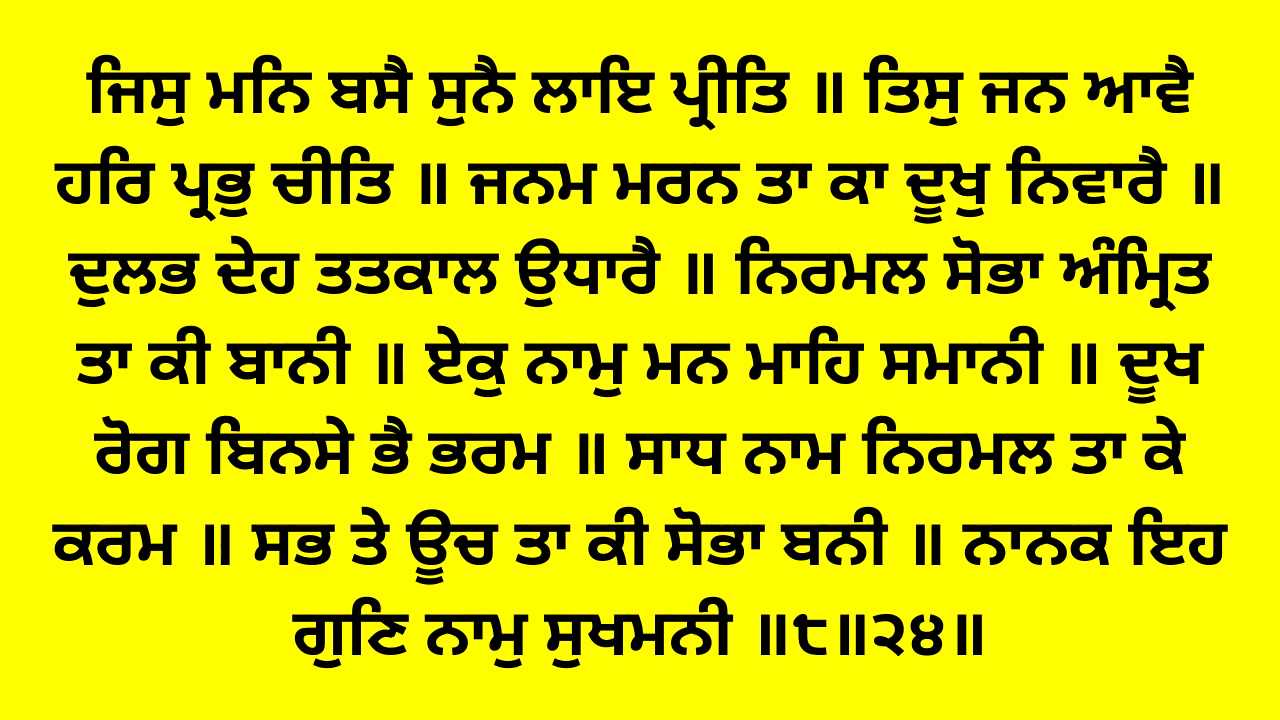 ਜਿਸੁ ਮਨਿ ਬਸੈ ਸੁਨੈ ਲਾਇ ਪ੍ਰੀਤਿ ॥ ਤਿਸੁ ਜਨ ਆਵੈ
ਹਰਿ ਪ੍ਰਭੁ ਚੀਤਿ ॥ ਜਨਮ ਮਰਨ ਤਾ ਕਾ ਦੂਖੁ ਨਿਵਾਰੈ ॥
ਦੁਲਭ ਦੇਹ ਤਤਕਾਲ ਉਧਾਰੈ ॥ ਨਿਰਮਲ ਸੋਭਾ ਅੰਮ੍ਰਿਤ
ਤਾ ਕੀ ਬਾਨੀ ॥ ਏਕੁ ਨਾਮੁ ਮਨ ਮਾਹਿ ਸਮਾਨੀ ॥ ਦੂਖ
ਰੋਗ ਬਿਨਸੇ ਭੈ ਭਰਮ ॥ ਸਾਧ ਨਾਮ ਨਿਰਮਲ ਤਾ ਕੇ
ਕਰਮ ॥ ਸਭ ਤੇ ਊਚ ਤਾ ਕੀ ਸੋਭਾ ਬਨੀ ॥ ਨਾਨਕ ਇਹ
ਗੁਣਿ ਨਾਮੁ ਸੁਖਮਨੀ ॥੮॥੨੪॥